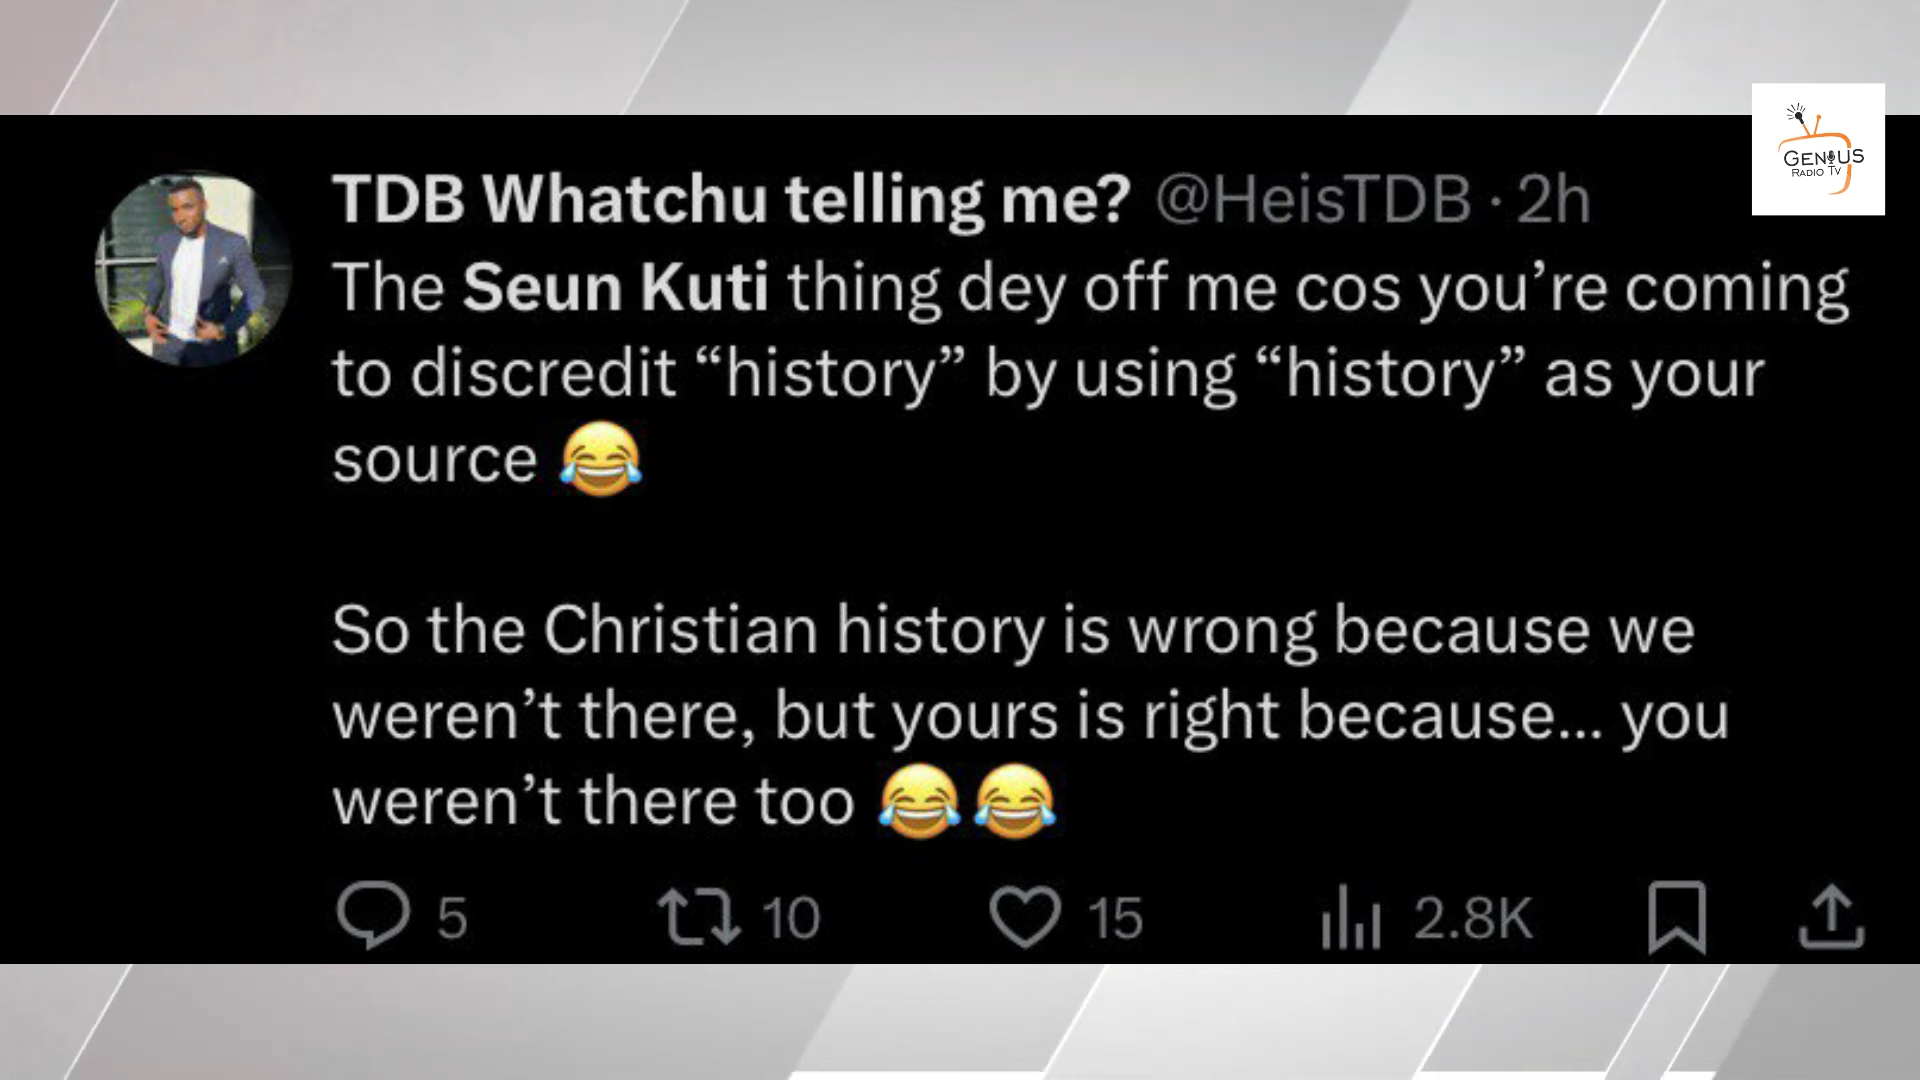 GENIUS
RADIO TV
TDB Whatchu telling me? @HeisTDB · 2h
The Seun Kuti thing dey off me cos you’re coming
to discredit “history” by using “history” as your
source 😂
So the Christian history is wrong because we
weren’t there, but yours is right because... you
weren’t there too 😂😂
5 10 15 2.8K